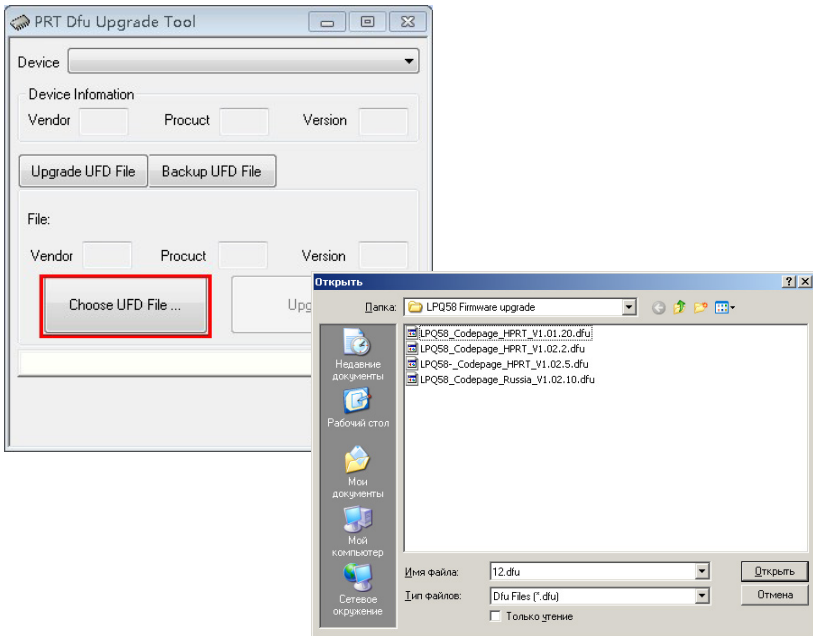 PRT Dfu Upgrade Tool
Device
Device Infomation
Vendor Procuct Version
Upgrade UFD File Backup UFD File
File:
Vendor Procuct Version
Choose UFD File ... Upg
Открыть
Папка: LPQ58 Firmware upgrade
LPQ58_Codepage_HPRT_V1.01.20.dfu
LPQ58_Codepage_HPRT_V1.02.2.dfu
LPQ58-_Codepage_HPRT_V1.02.5.dfu
LPQ58_Codepage_Russia_V1.02.10.dfu
Недавние
документы
Рабочий стол
Мои
документы
Мой
компьютер
Сетевое
окружение
Имя файла: 12.dfu Открыть
Тип файлов: Dfu Files (*.dfu) Отмена
Только чтение